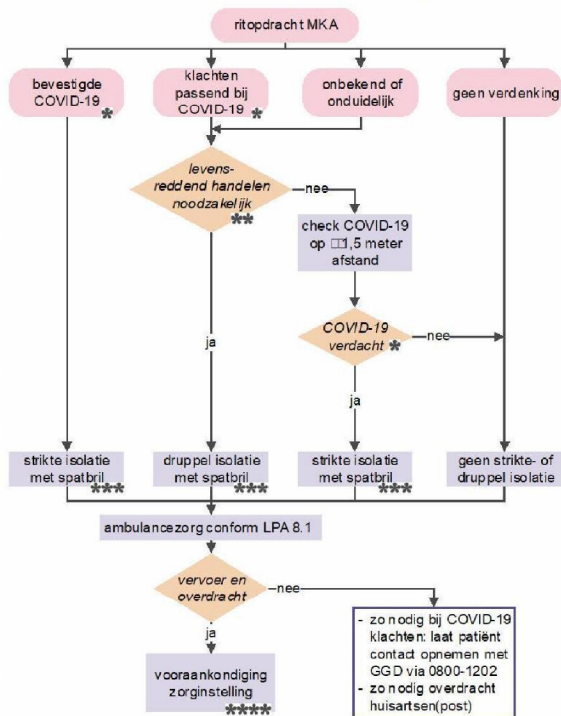 ritopdracht MKA
bevestigde
COVID-19 *
klachten
passend bij
COVID-19 *
onbekend of
onduidelijk
geen verdenking
levens-
reddend handelen
noodzakelijk
**
nee
check COVID-19
op □□1,5 meter
afstand
ja
COVID-19
verdacht *
nee
ja
strikte isolatie
met spatbril
***
druppel isolatie
met spatbril
***
strikte isolatie
met spatbril
***
geen strikte- of
druppel isolatie
ambulancezorg conform LPA 8.1
vervoer en
overdracht
nee
ja
vooraankondiging
zorginstelling
****
- zo nodig bij COVID-19
klachten: laat patiënt
contact opnemen met
GGD via 0800-1202
- zo nodig overdracht
huisartsen(post)